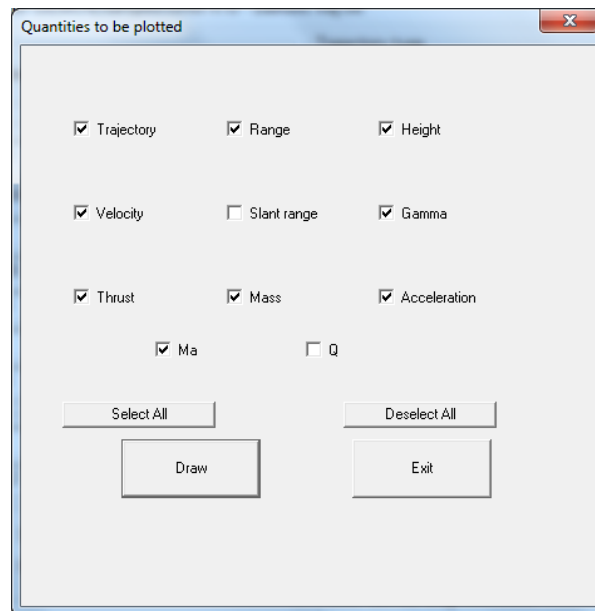 Quantities to be plotted
Trajectory Range Height
Velocity Slant range Gamma
Thrust Mass Acceleration
Ma Q
Select All Deselect All
Draw Exit